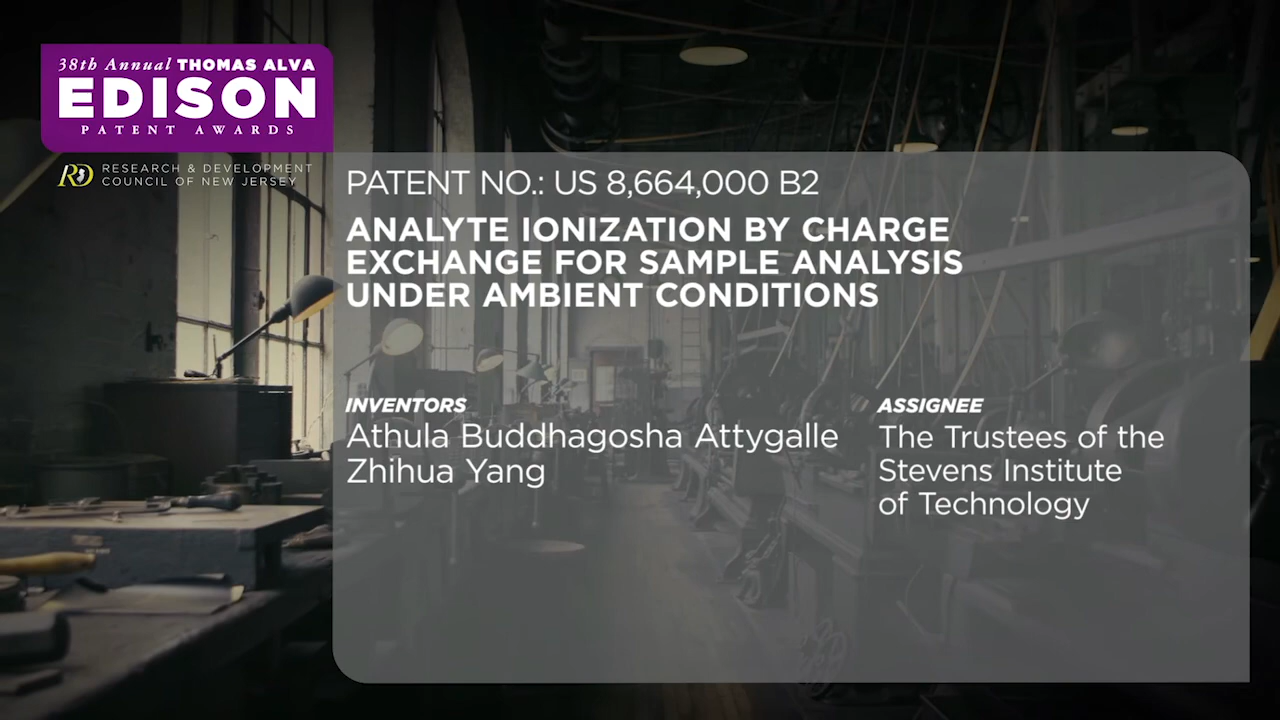 38th Annual THOMAS ALVA
EDISON
PATENT AWARDS
RD RESEARCH & DEVELOPMENT
COUNCIL OF NEW JERSEY
PATENT NO.: US 8,664,000 B2
ANALYTE IONIZATION BY CHARGE
EXCHANGE FOR SAMPLE ANALYSIS
UNDER AMBIENT CONDITIONS
INVENTORS
Athula Buddhagosha Attygalle
Zhihua Yang
ASSIGNEE
The Trustees of the
Stevens Institute
of Technology